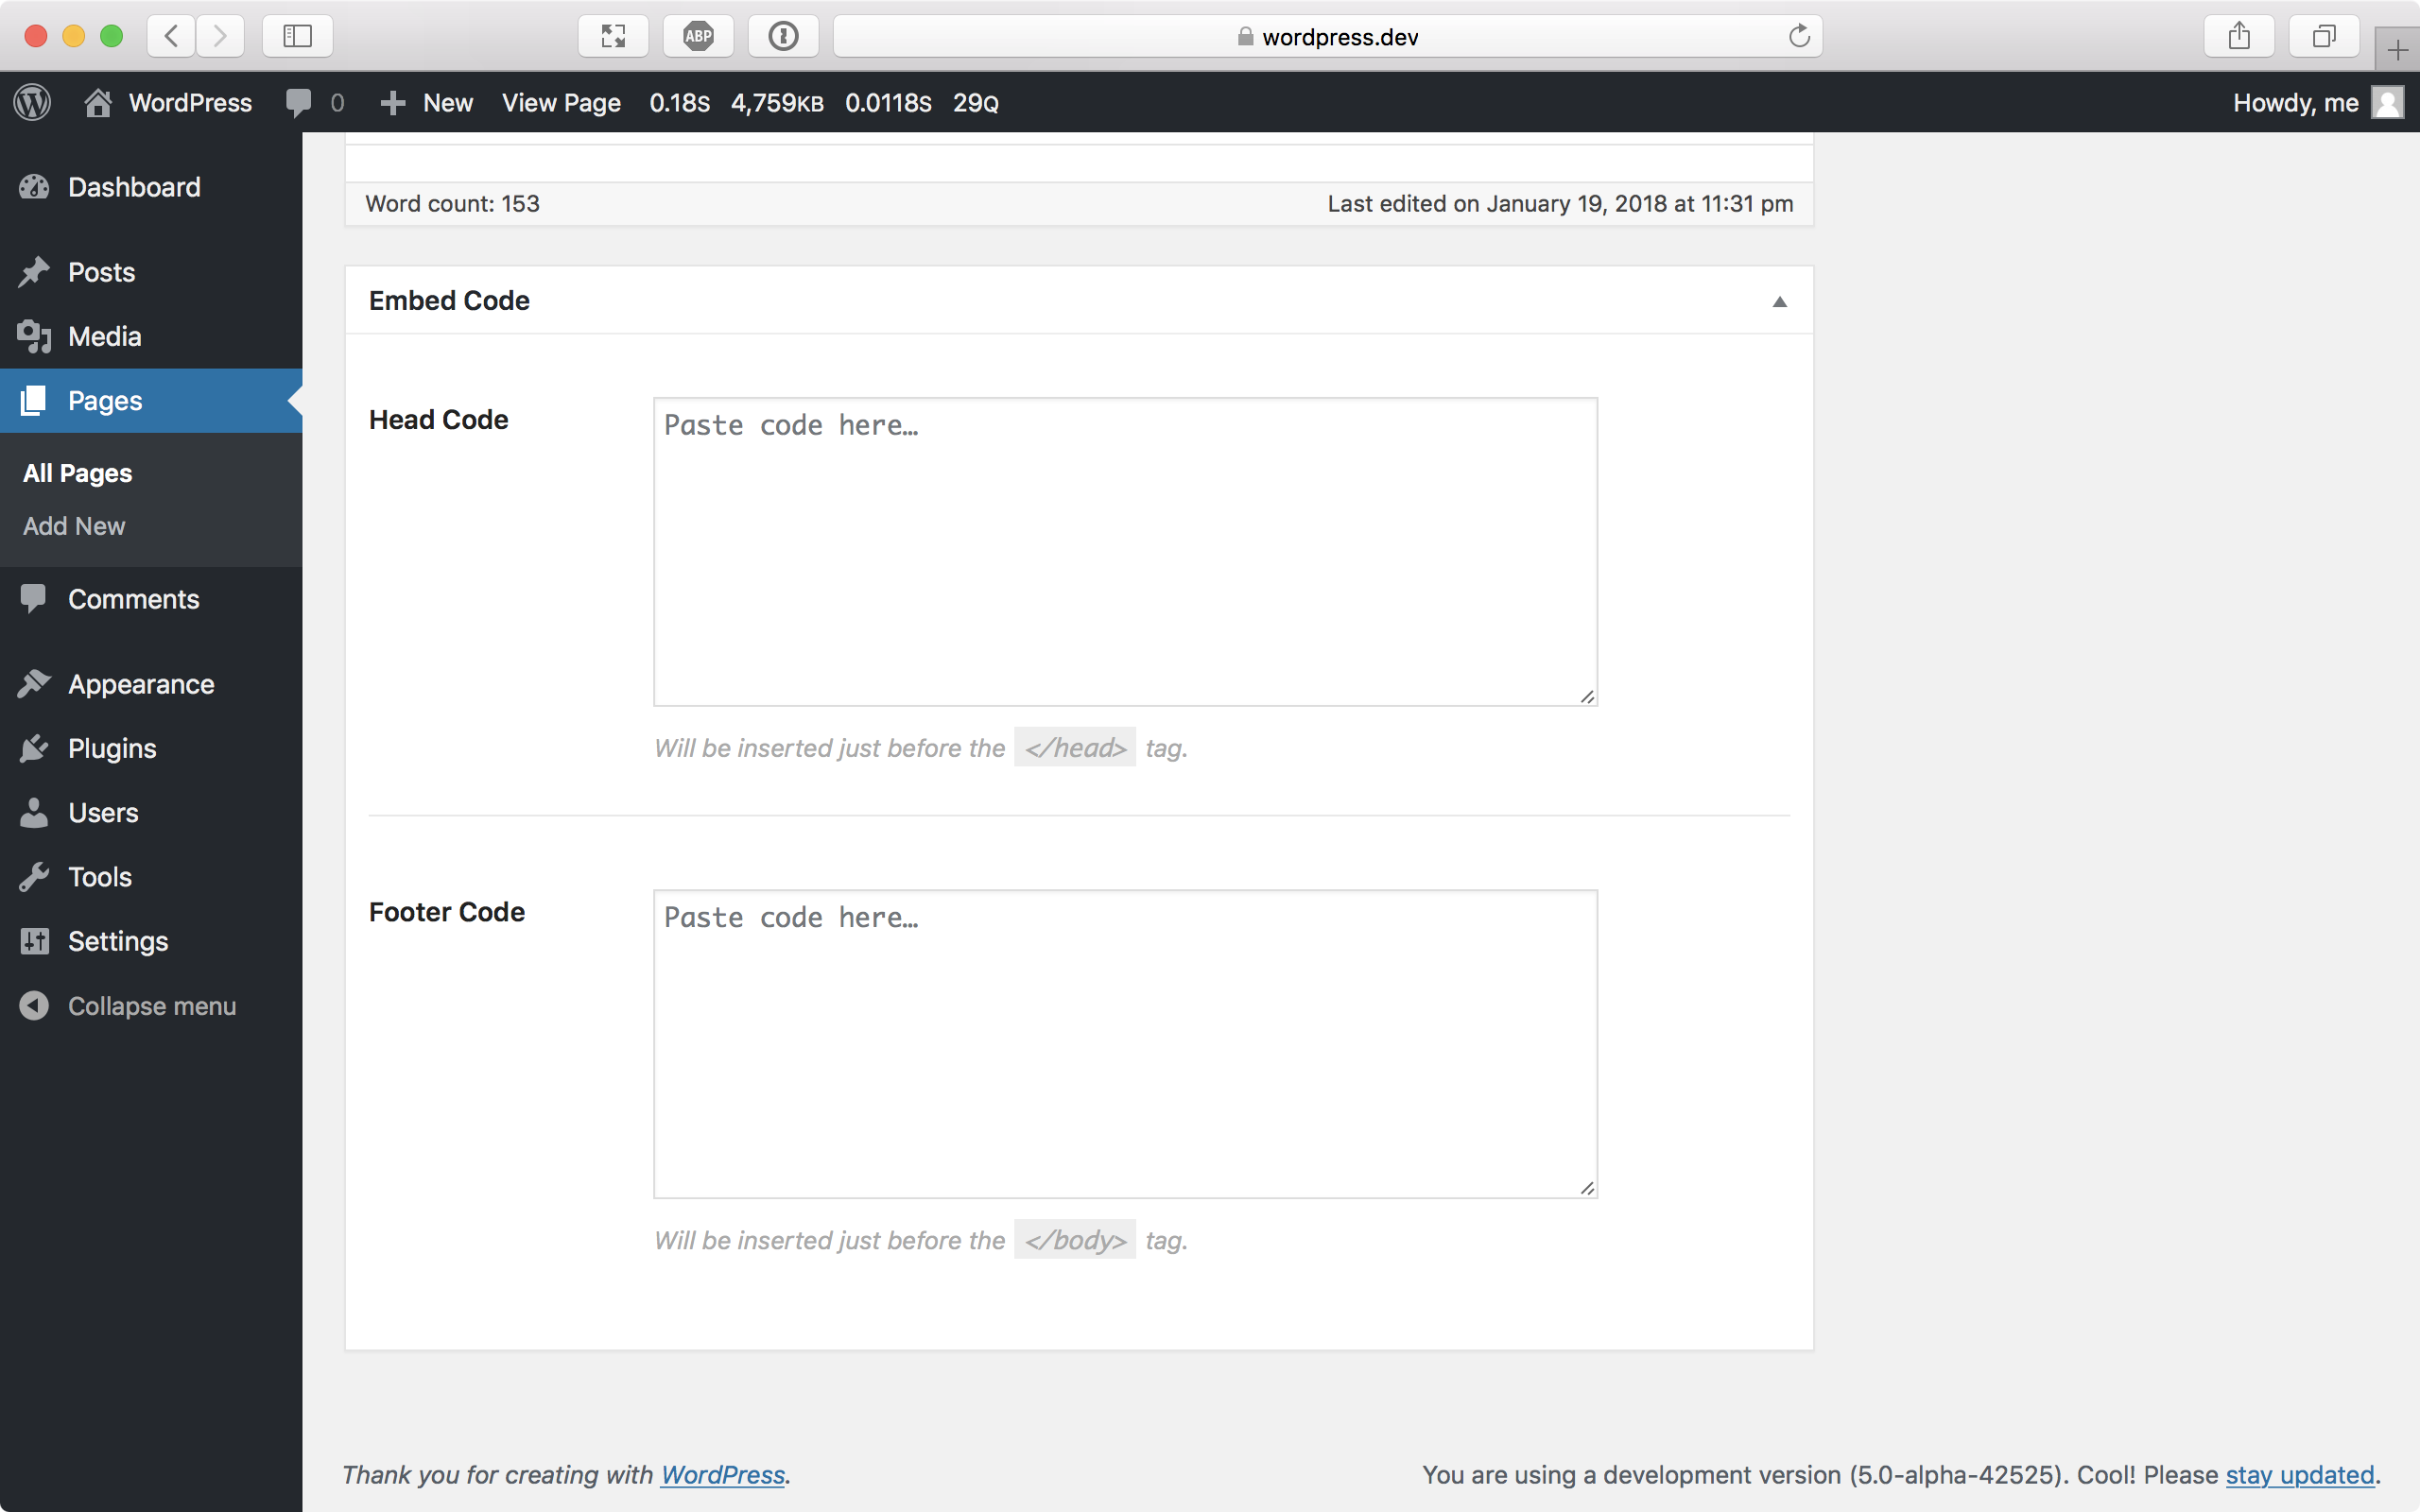 ABP
wordpress.dev
WordPress 0 New View Page 0.18S 4,759KB 0.0118S 29Q Howdy, me
Dashboard
Posts
Media
Pages
All Pages
Add New
Comments
Appearance
Plugins
Users
Tools
Settings
Collapse menu
Word count: 153 Last edited on January 19, 2018 at 11:31 pm
Embed Code
Head Code
Paste code here…
Will be inserted just before the </head> tag.
Footer Code
Paste code here…
Will be inserted just before the </body> tag.
Thank you for creating with WordPress. You are using a development version (5.0-alpha-42525). Cool! Please stay updated.